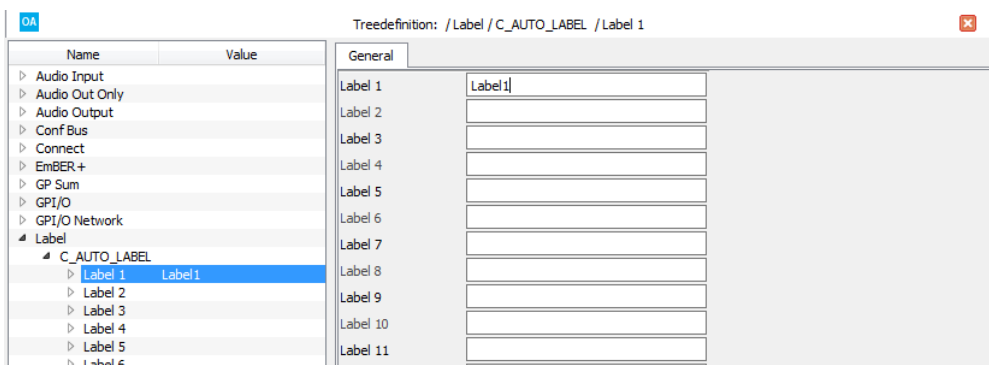 OA
Treedefinition: / Label / C_AUTO_LABEL / Label 1
Name Value
Audio Input
Audio Out Only
Audio Output
Conf Bus
Connect
EmBER+
GP Sum
GPI/O
GPI/O Network
Label
C_AUTO_LABEL
Label 1 Label1
Label 2
Label 3
Label 4
Label 5
Label 6
General
Label 1 Label1
Label 2
Label 3
Label 4
Label 5
Label 6
Label 7
Label 8
Label 9
Label 10
Label 11